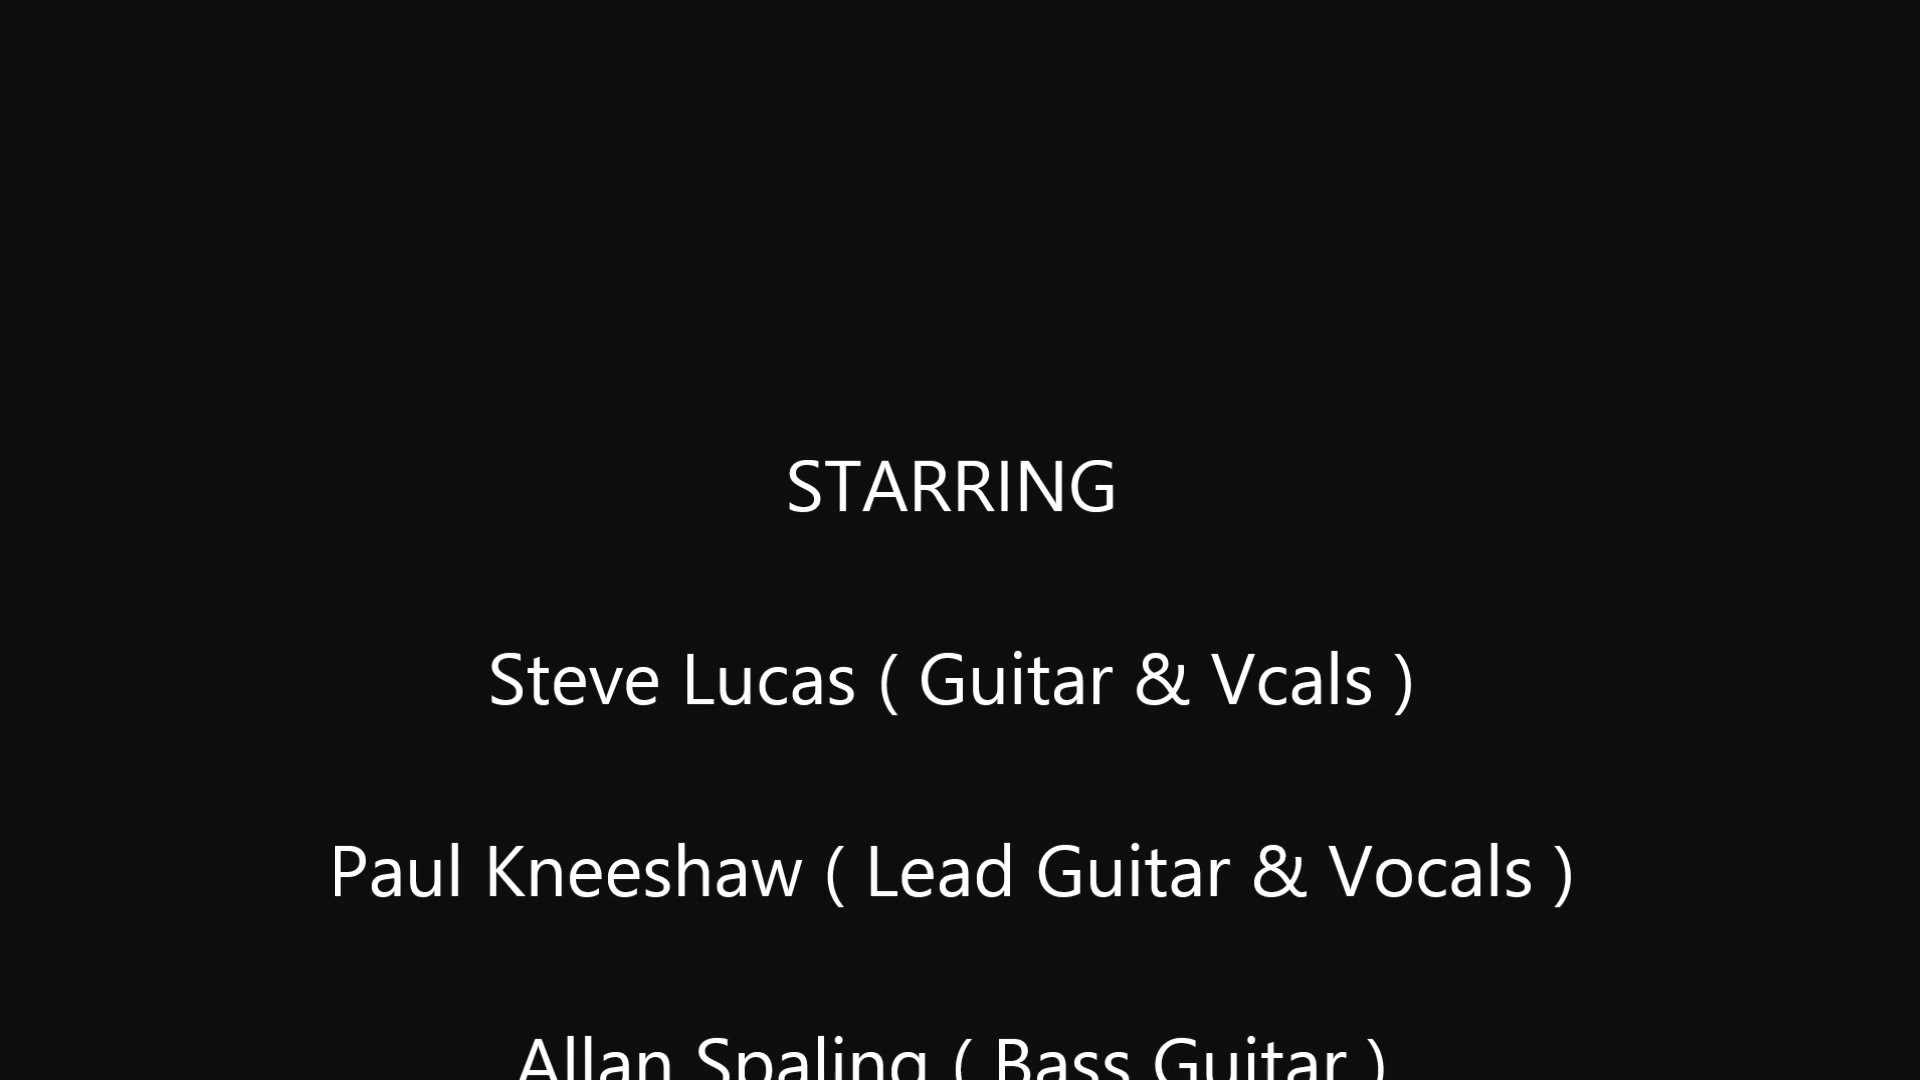 STARRING
Steve Lucas ( Guitar & Vcals )
Paul Kneeshaw ( Lead Guitar & Vocals )
Allan Spaling ( Bass Guitar )